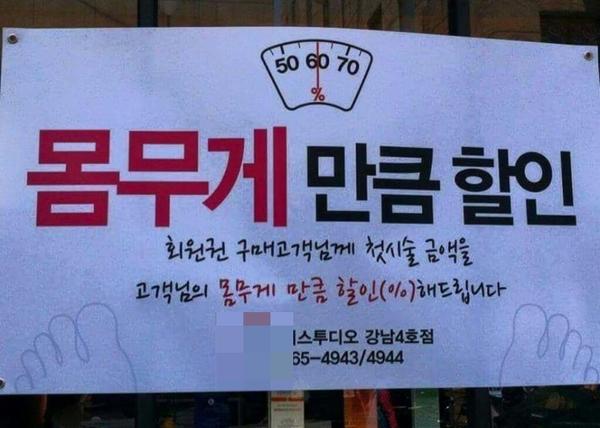 50 60 70
%
몸무게 만큼 할인
회원권 구매고객님께 첫시술 금액을
고객님의 몸무게 만큼 할인(%)해드립니다
스투디오 강남4호점
65-4943/4944